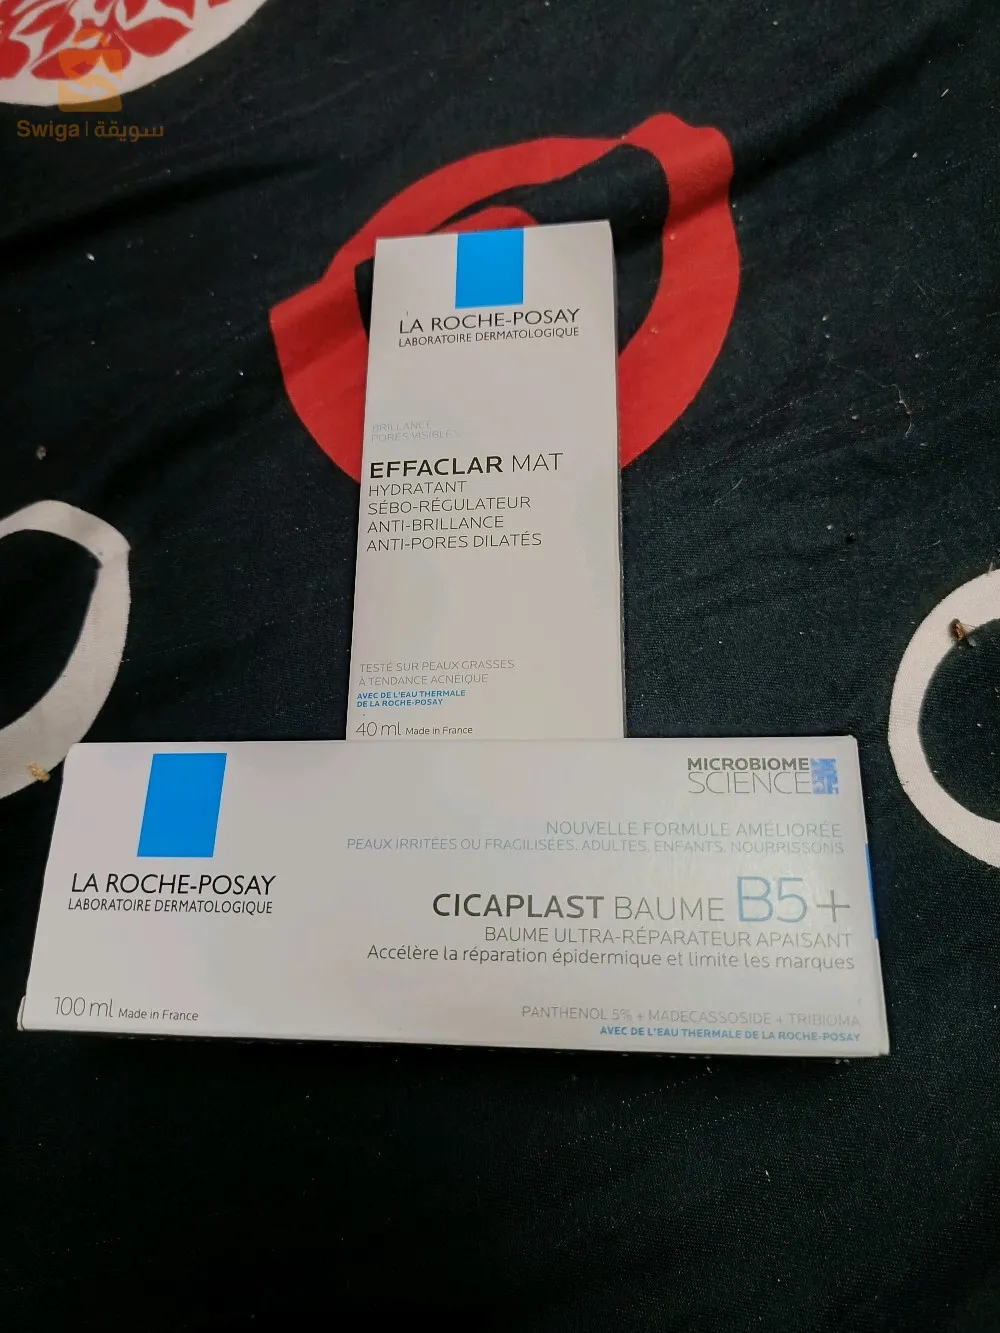 Swiga | سويقة
LA ROCHE-POSAY
LABORATOIRE DERMATOLOGIQUE
BRILLANCE
PORES VISIBLES
EFFACLAR MAT
HYDRATANT
SÉBO-RÉGULATEUR
ANTI-BRILLANCE
ANTI-PORES DILATÉS
TESTÉ SUR PEAUX GRASSES
À TENDANCE ACNÉIQUE
AVEC DE L'EAU THERMALE
DE LA ROCHE-POSAY
40 ml Made in France
MICROBIOME
SCIENCE
NOUVELLE FORMULE AMÉLIORÉE
PEAUX IRRITÉES OU FRAGILISÉES. ADULTES, ENFANTS, NOURRISSONS
LA ROCHE-POSAY
LABORATOIRE DERMATOLOGIQUE
CICAPLAST BAUME B5+
BAUME ULTRA-RÉPARATEUR APAISANT
Accélère la réparation épidermique et limite les marques
100 ml Made in France
PANTHENOL 5% + MADECASSOSIDE + TRIBIOMA
AVEC DE L'EAU THERMALE DE LA ROCHE-POSAY